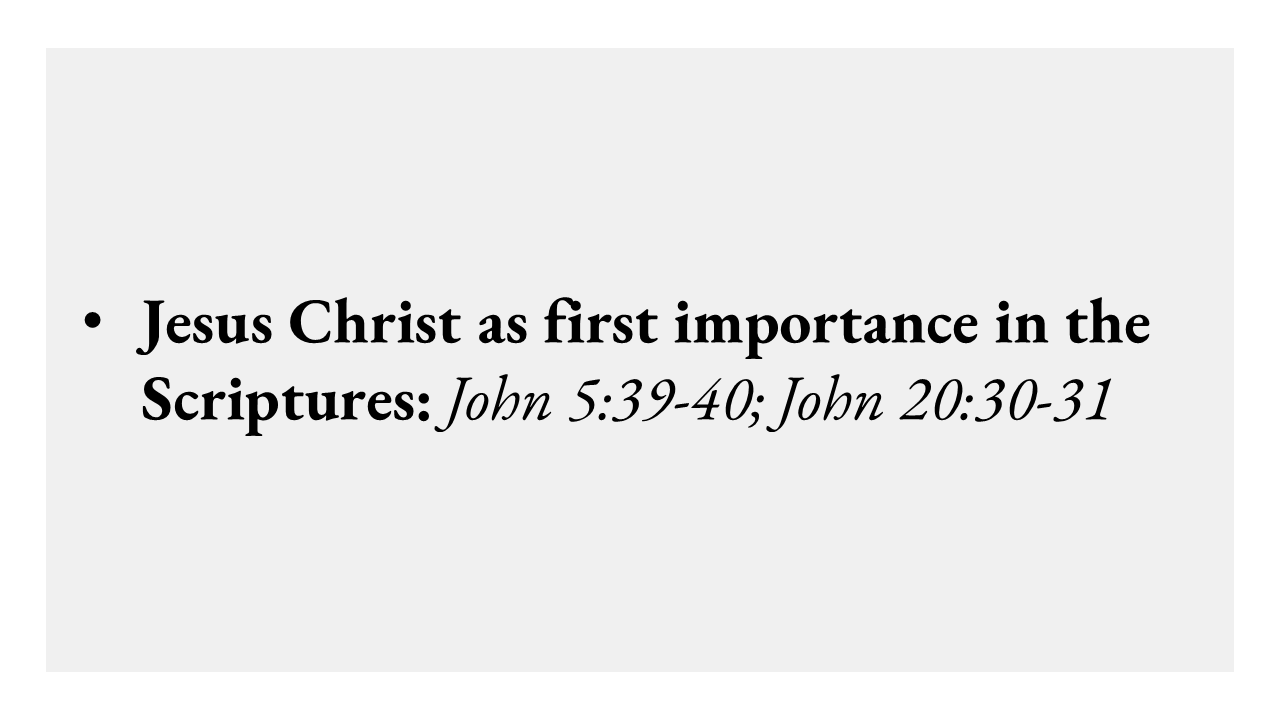 • Jesus Christ as first importance in the
Scriptures: John 5:39-40; John 20:30-31